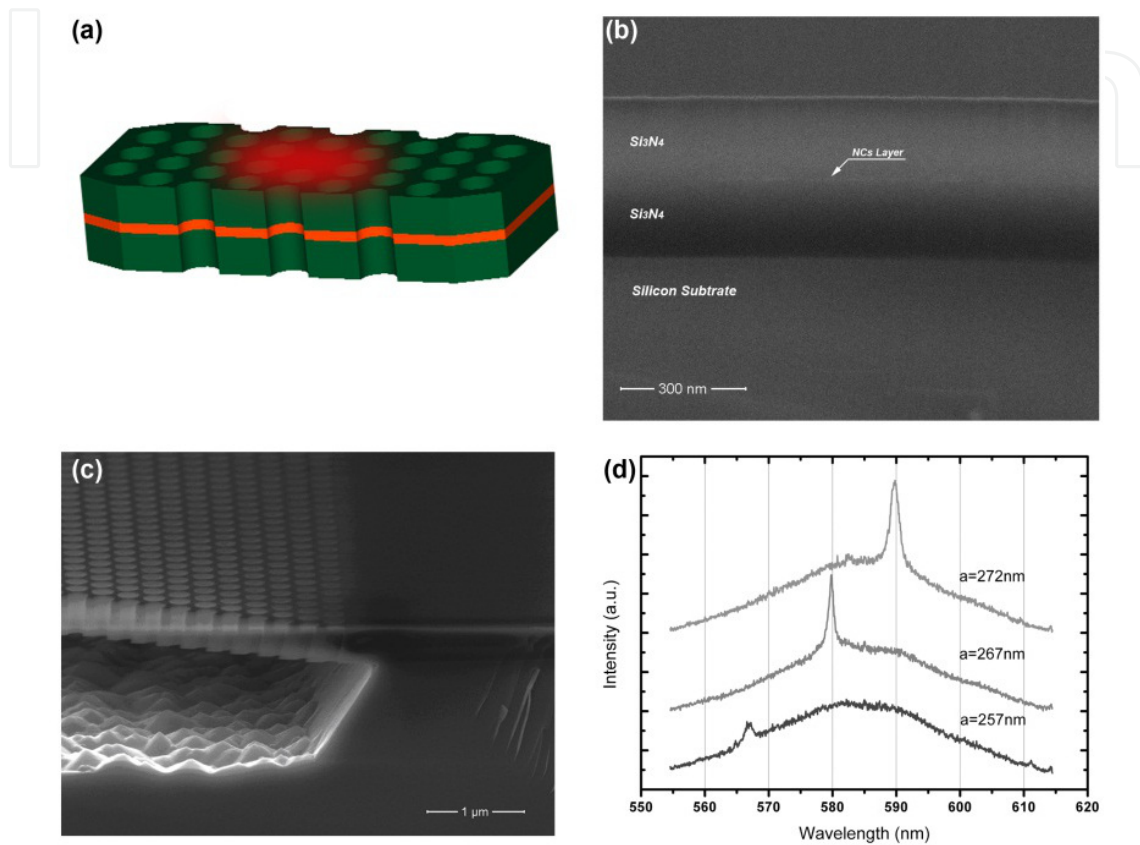 (a)
(b)
Si3N4
NCs Layer
Si3N4
Silicon Subtrate
300 nm
(c)
1 µm
(d)
Intensity (a.u.)
a=272nm
a=267nm
a=257nm
550 560 570 580 590 600 610 620
Wavelength (nm)